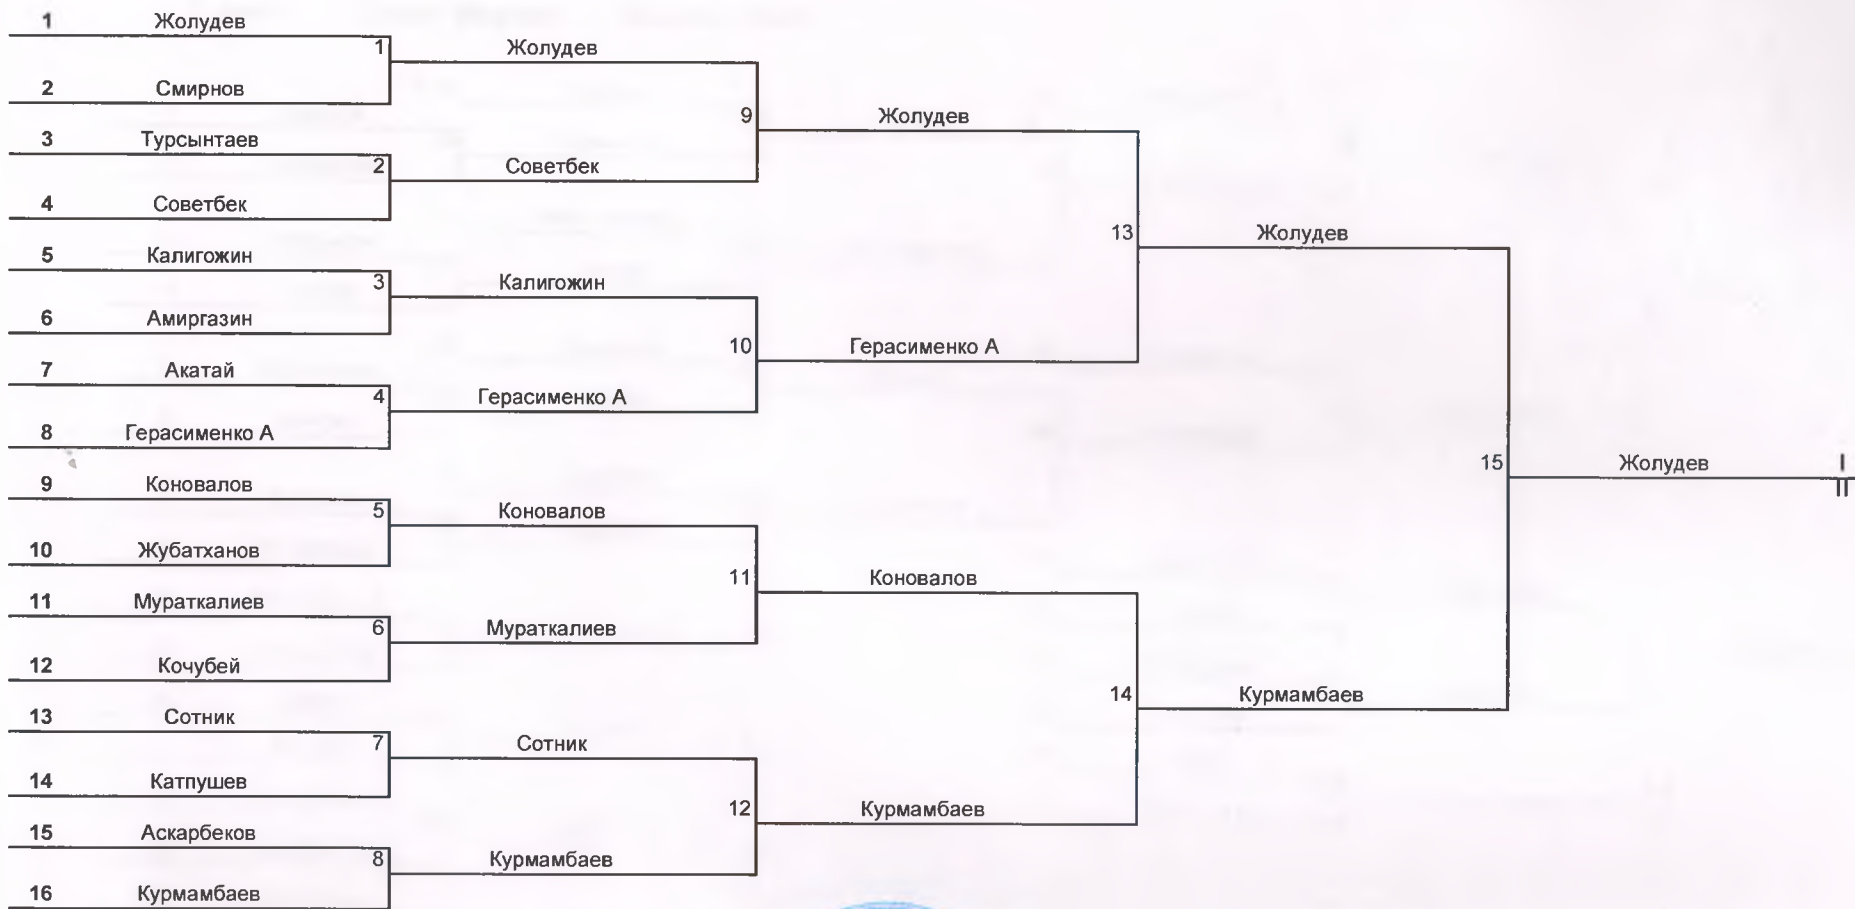 1 Жолудев
1 Жолудев
2 Смирнов
9 Жолудев
3 Турсынтаев
2 Советбек
4 Советбек
13 Жолудев
5 Калигожин
3 Калигожин
6 Амиргазин
10 Герасименко А
7 Акатай
4 Герасименко А
8 Герасименко А
15 Жолудев I
II
9 Коновалов
5 Коновалов
10 Жубатханов
11 Коновалов
11 Мураткалиев
6 Мураткалиев
12 Кочубей
14 Курмамбаев
13 Сотник
7 Сотник
14 Катпушев
12 Курмамбаев
15 Аскарбеков
8 Курмамбаев
16 Курмамбаев